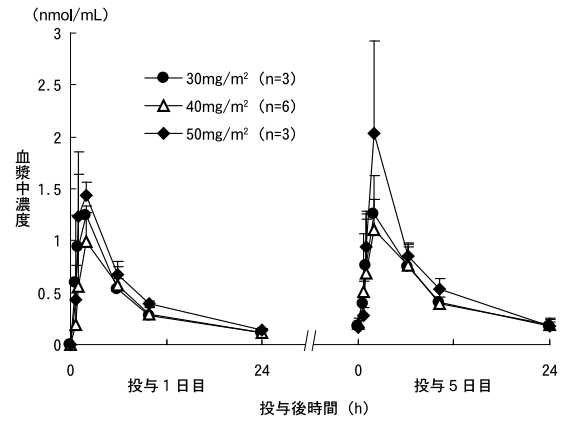 (nmol/mL)
3
2.5
2
1.5
1
0.5
0
血漿中濃度
30mg/m² (n=3)
40mg/m² (n=6)
50mg/m² (n=3)
0 24 0 24
投与1日目 投与5日目
投与後時間 (h)